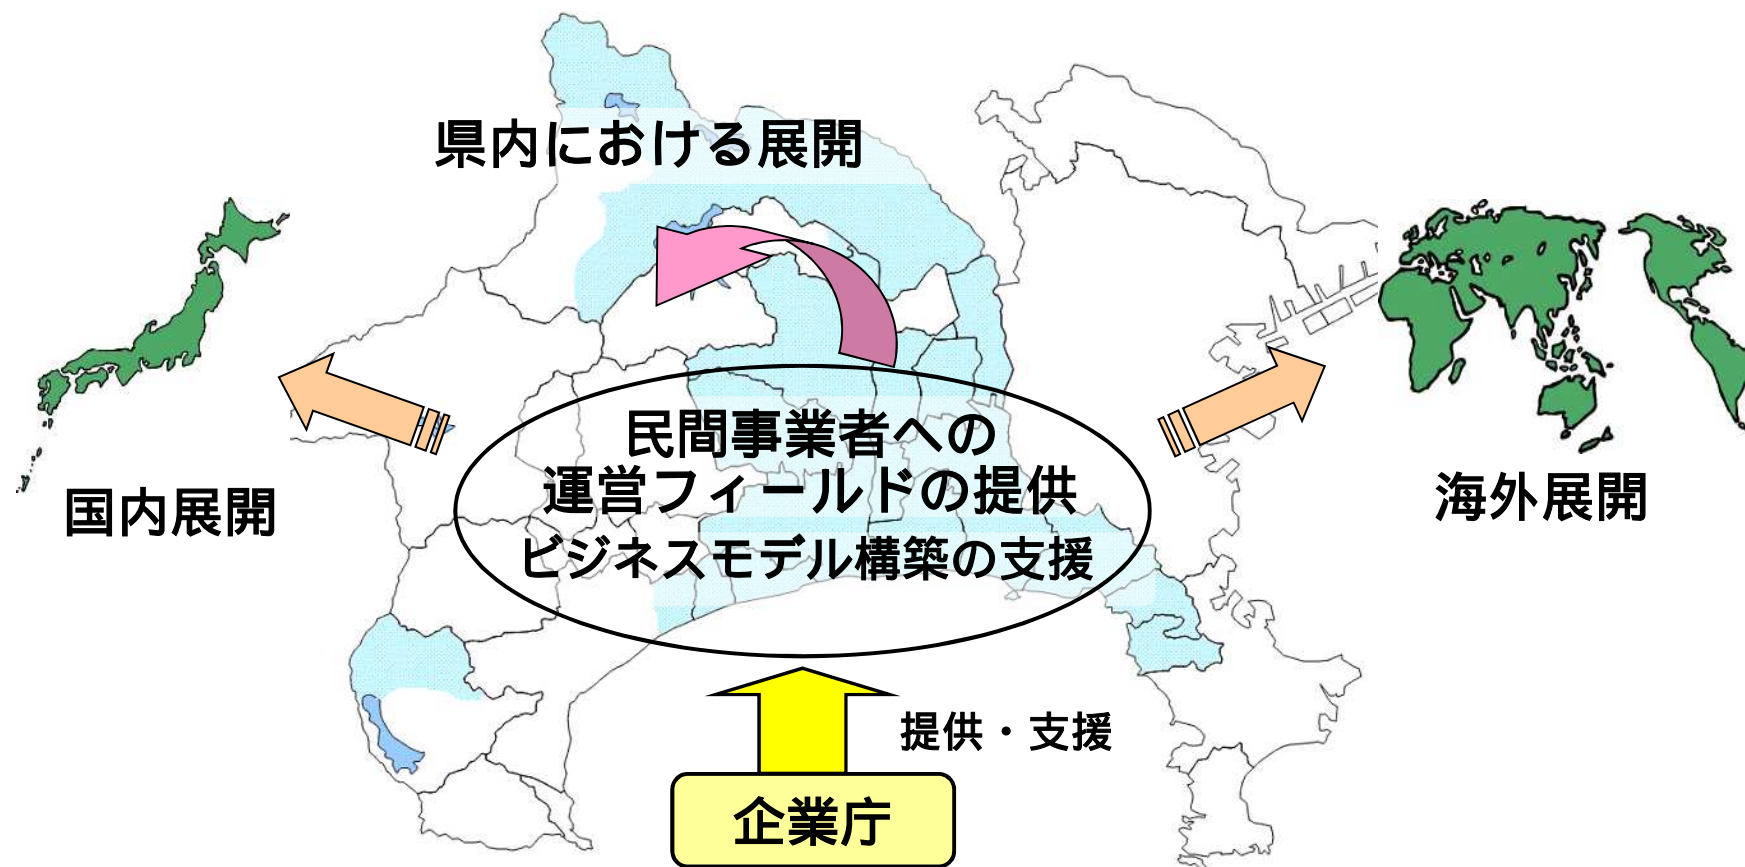 県内における展開
民間事業者への
運営フィールドの提供
ビジネスモデル構築の支援
国内展開
海外展開
提供・支援
企業庁